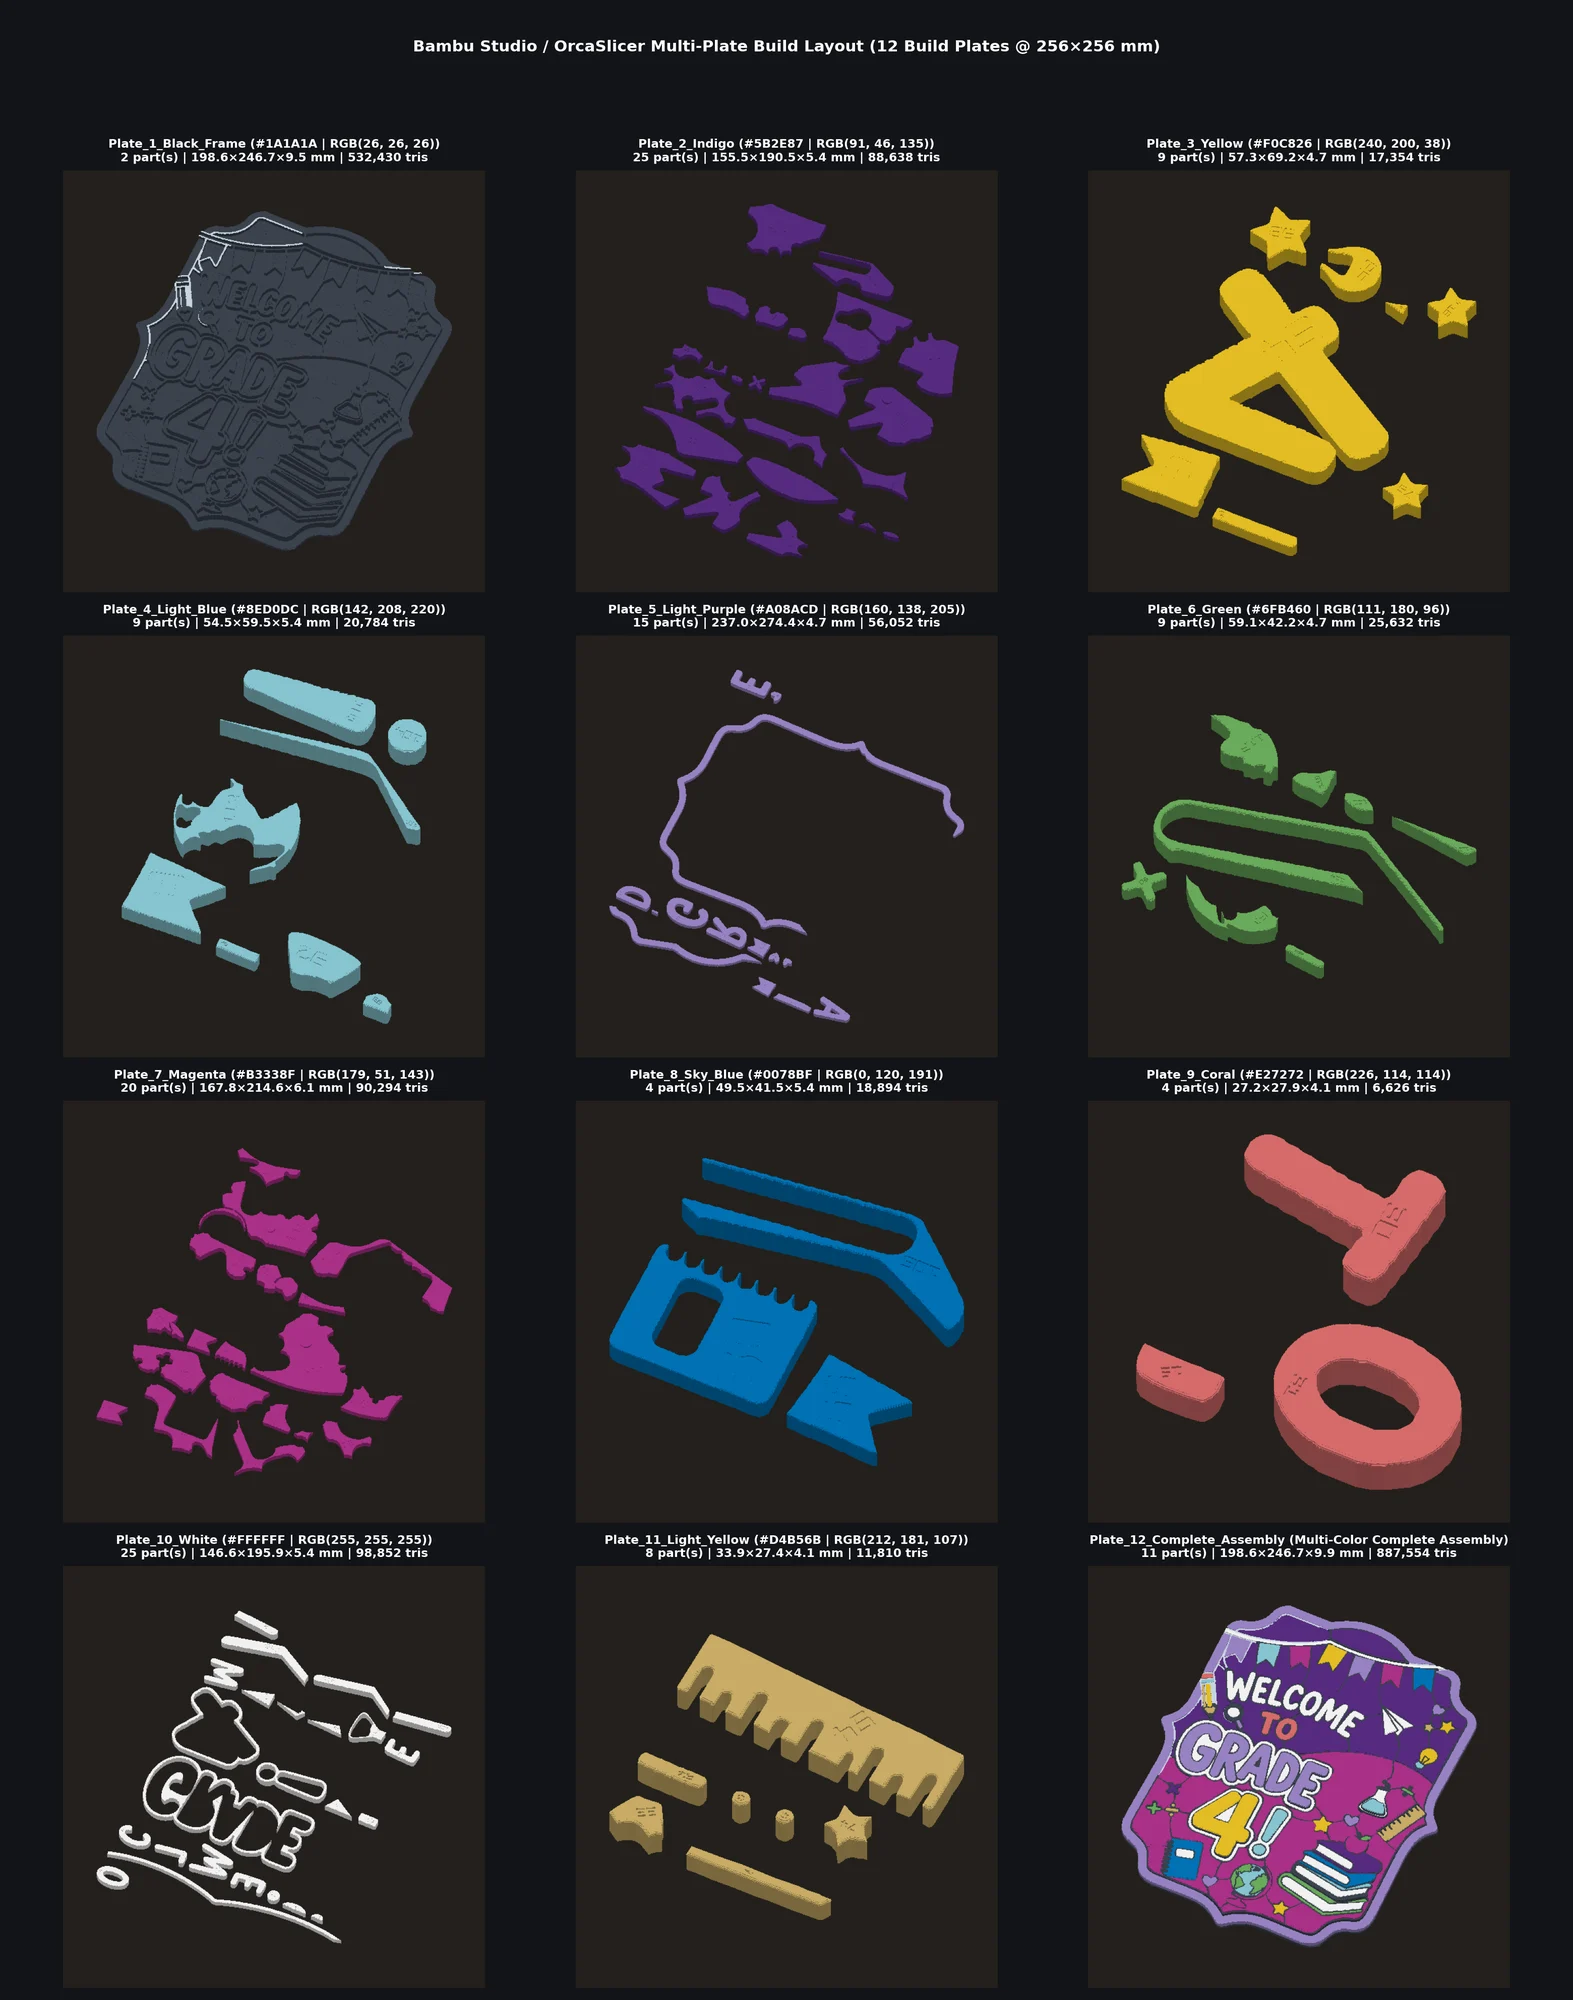 Bambu Studio / OrcaSlicer Multi-Plate Build Layout (12 Build Plates @ 256×256 mm)
Plate_1_Black_Frame (#1A1A1A | RGB(26, 26, 26))
2 part(s) | 198.6×246.7×9.5 mm | 532,430 tris
WELCOME
TO
GRADE
4!
Plate_2_Indigo (#5B2E87 | RGB(91, 46, 135))
25 part(s) | 155.5×190.5×5.4 mm | 88,638 tris
Plate_3_Yellow (#F0C826 | RGB(240, 200, 38))
9 part(s) | 57.3×69.2×4.7 mm | 17,354 tris
Plate_4_Light_Blue (#8ED0DC | RGB(142, 208, 220))
9 part(s) | 54.5×59.5×5.4 mm | 20,784 tris
Plate_5_Light_Purple (#A08ACD | RGB(160, 138, 205))
15 part(s) | 237.0×274.4×4.7 mm | 56,052 tris
E
D
G
R
A
Plate_6_Green (#6FB460 | RGB(111, 180, 96))
9 part(s) | 59.1×42.2×4.7 mm | 25,632 tris
Plate_7_Magenta (#B3338F | RGB(179, 51, 143))
20 part(s) | 167.8×214.6×6.1 mm | 90,294 tris
Plate_8_Sky_Blue (#0078BF | RGB(0, 120, 191))
4 part(s) | 49.5×41.5×5.4 mm | 18,894 tris
Plate_9_Coral (#E27272 | RGB(226, 114, 114))
4 part(s) | 27.2×27.9×4.1 mm | 6,626 tris
T
O
Plate_10_White (#FFFFFF | RGB(255, 255, 255))
25 part(s) | 146.6×195.9×5.4 mm | 98,852 tris
W
E
C
L
M
E
O
Plate_11_Light_Yellow (#D4B56B | RGB(212, 181, 107))
8 part(s) | 33.9×27.4×4.1 mm | 11,810 tris
Plate_12_Complete_Assembly (Multi-Color Complete Assembly)
11 part(s) | 198.6×246.7×9.9 mm | 887,554 tris
WELCOME
TO
GRADE
4!